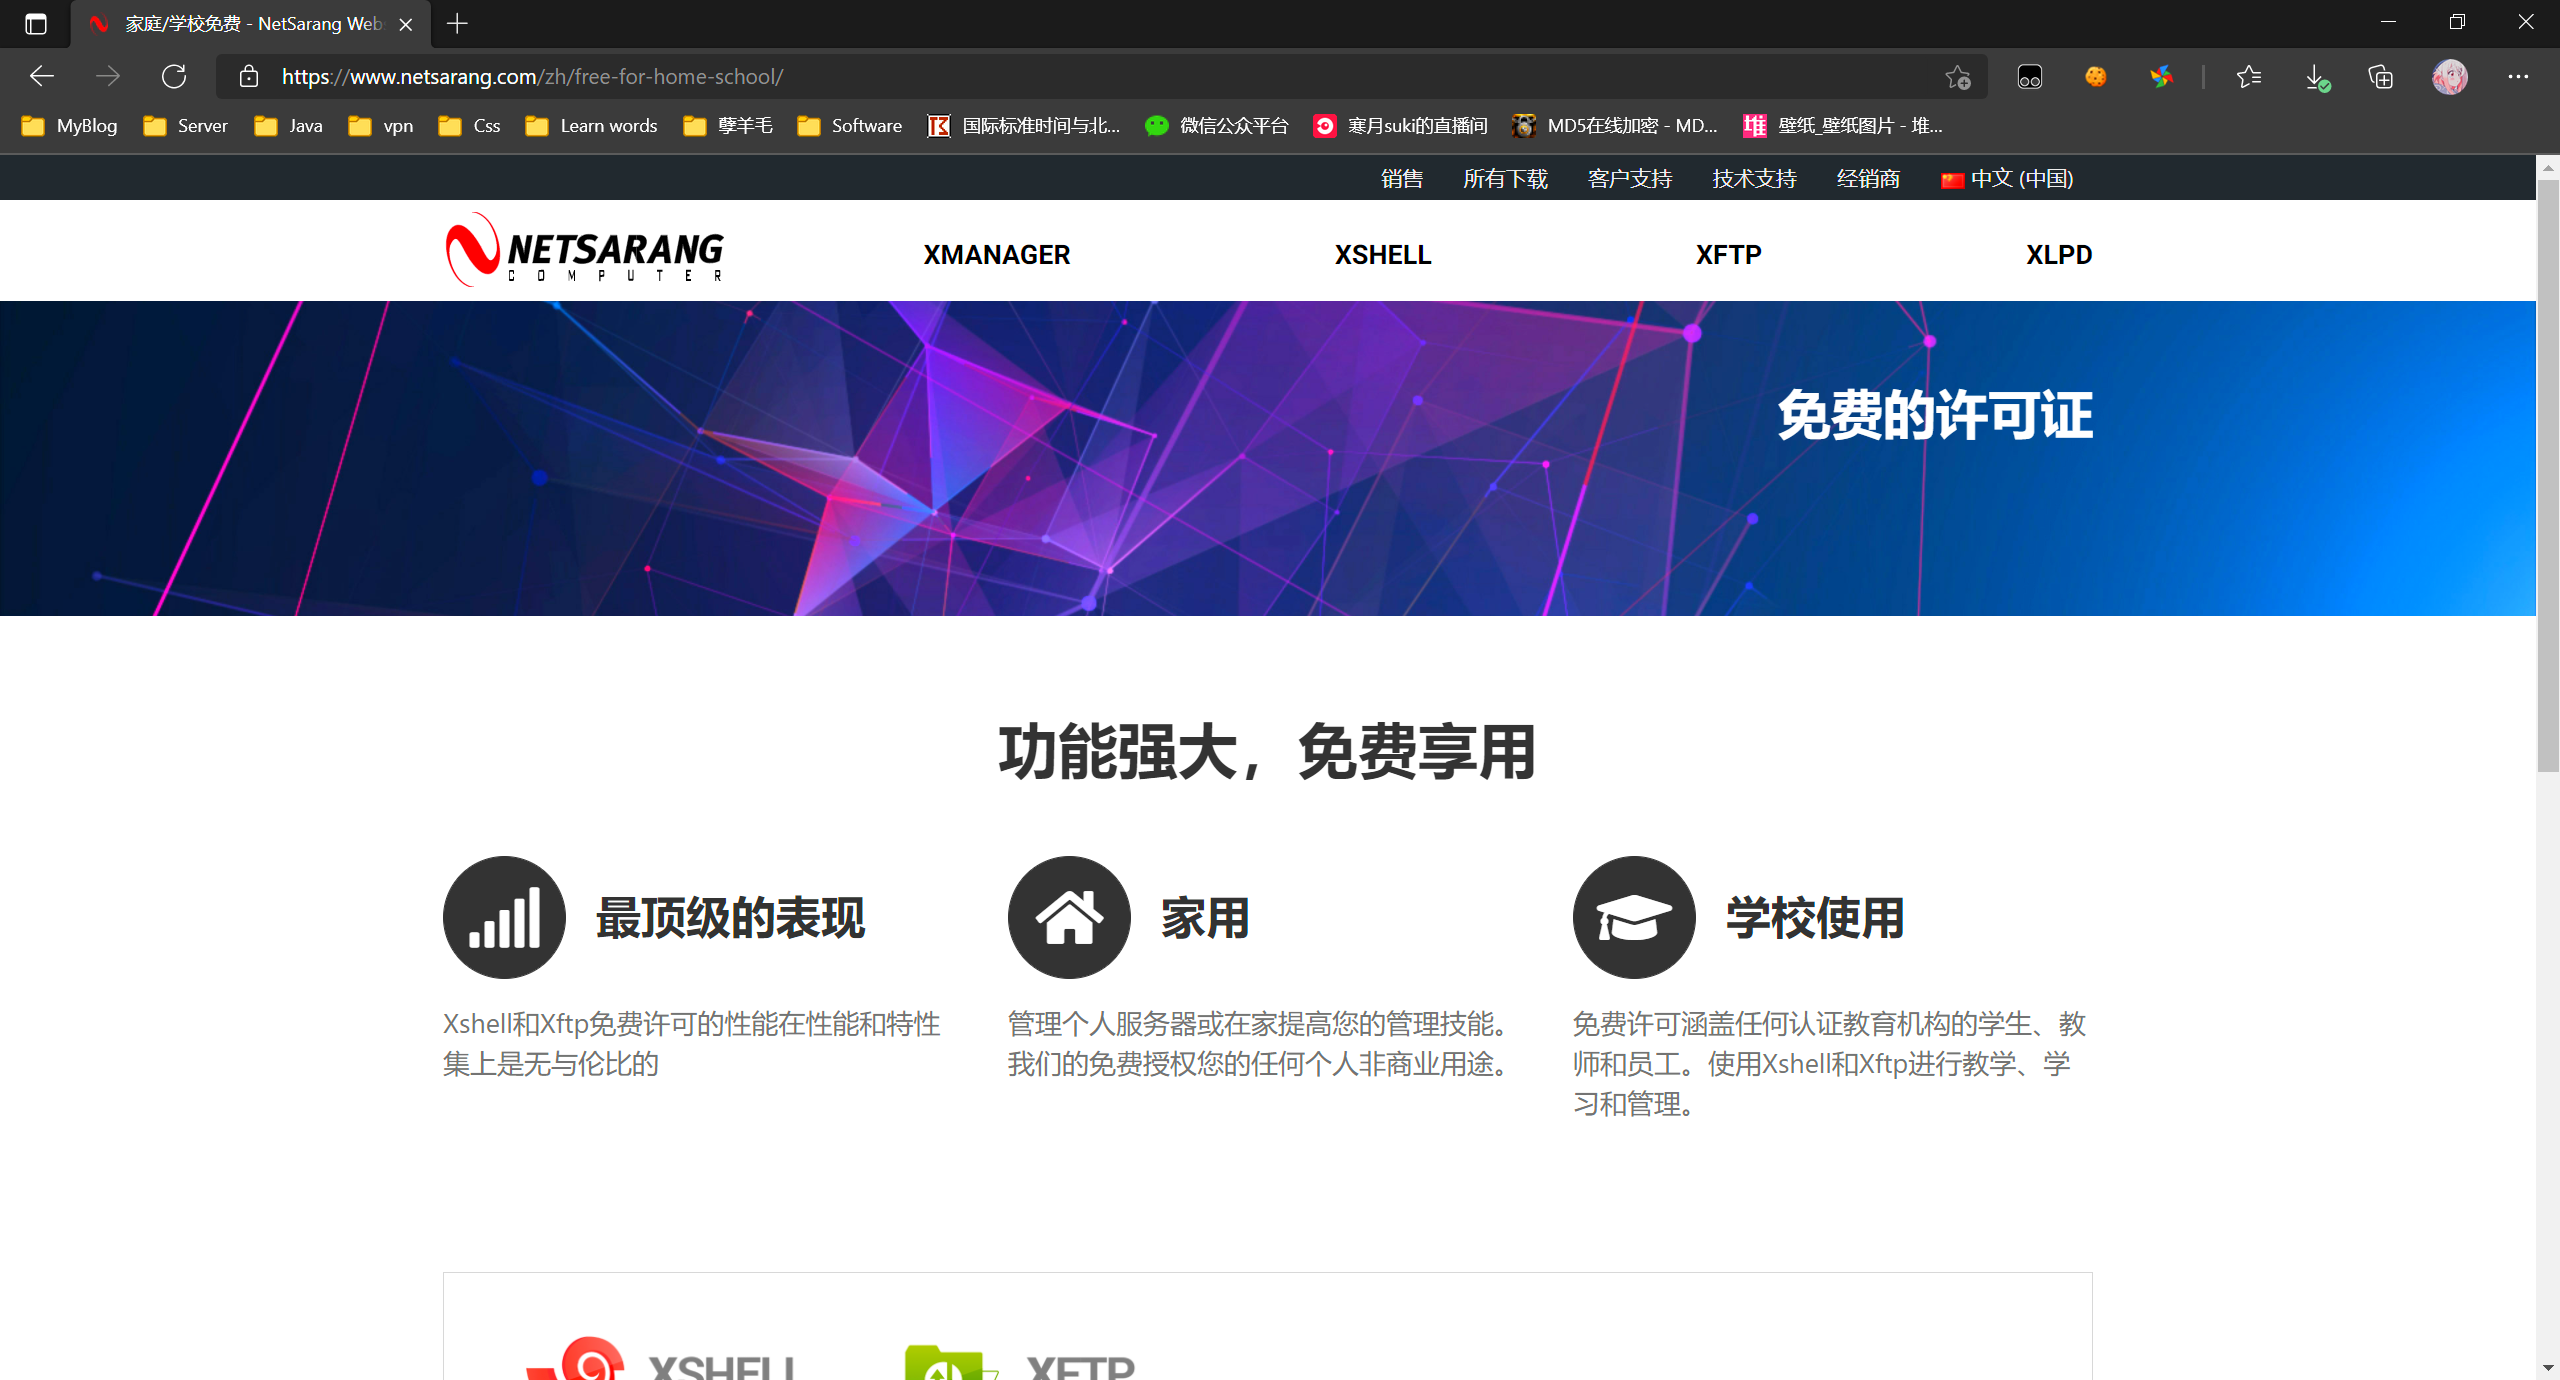 家庭/学校免费 - NetSarang Web
https://www.netsarang.com/zh/free-for-home-school/
MyBlog Server Java vpn Css Learn words 孽羊毛 Software 国际标准时间与北... 微信公众平台 寒月suki的直播间 MD5在线加密 - MD... 壁纸_壁纸图片 - 堆...
销售 所有下载 客户支持 技术支持 经销商 中文 (中国)
NETSARANG
COMPUTER
XMANAGER XSHELL XFTP XLPD
免费的许可证
功能强大，免费享用
最顶级的表现
Xshell和Xftp免费许可的性能在性能和特性
集上是无与伦比的
家用
管理个人服务器或在家提高您的管理技能。
我们的免费授权您的任何个人非商业用途。
学校使用
免费许可涵盖任何认证教育机构的学生、教
师和员工。使用Xshell和Xftp进行教学、学
习和管理。
XSHELL XFTP